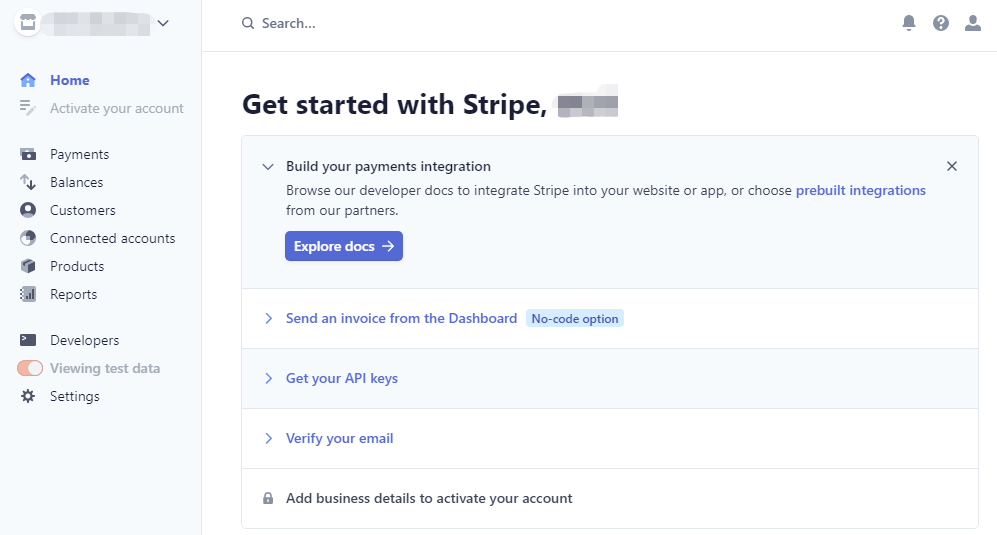 Search...
Home
Activate your account
Payments
Balances
Customers
Connected accounts
Products
Reports
Developers
Viewing test data
Settings
Get started with Stripe,
Build your payments integration
Browse our developer docs to integrate Stripe into your website or app, or choose prebuilt integrations
from our partners.
Explore docs →
Send an invoice from the Dashboard No-code option
Get your API keys
Verify your email
Add business details to activate your account